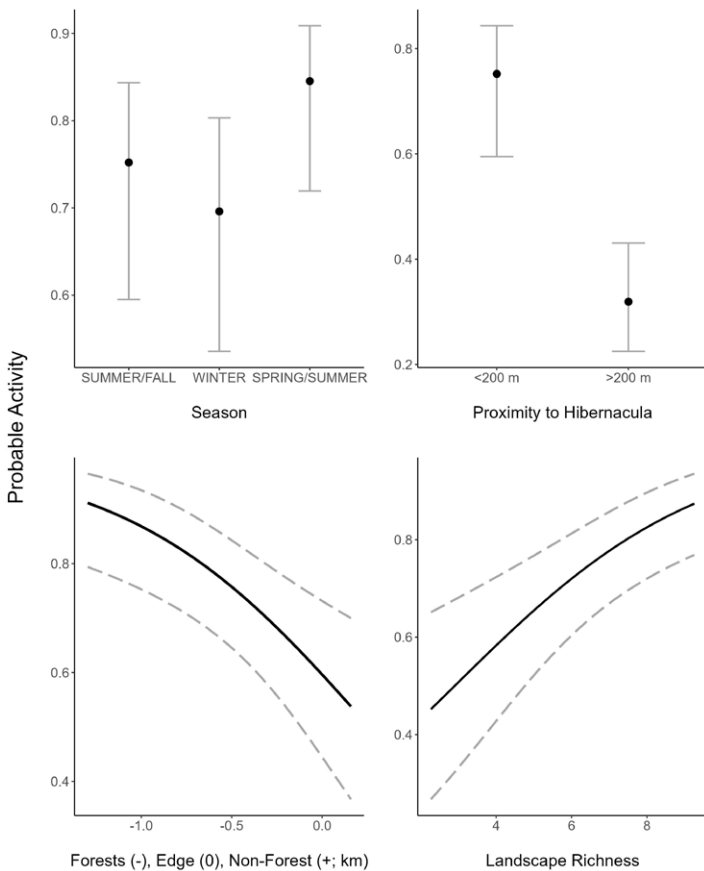 Probable Activity
0.9
0.8
0.7
0.6
SUMMER/FALL WINTER SPRING/SUMMER
Season
0.8
0.6
0.4
0.2
<200 m >200 m
Proximity to Hibernacula
0.8
0.6
0.4
-1.0 -0.5 0.0
Forests (-), Edge (0), Non-Forest (+; km)
0.8
0.6
0.4
4 6 8
Landscape Richness